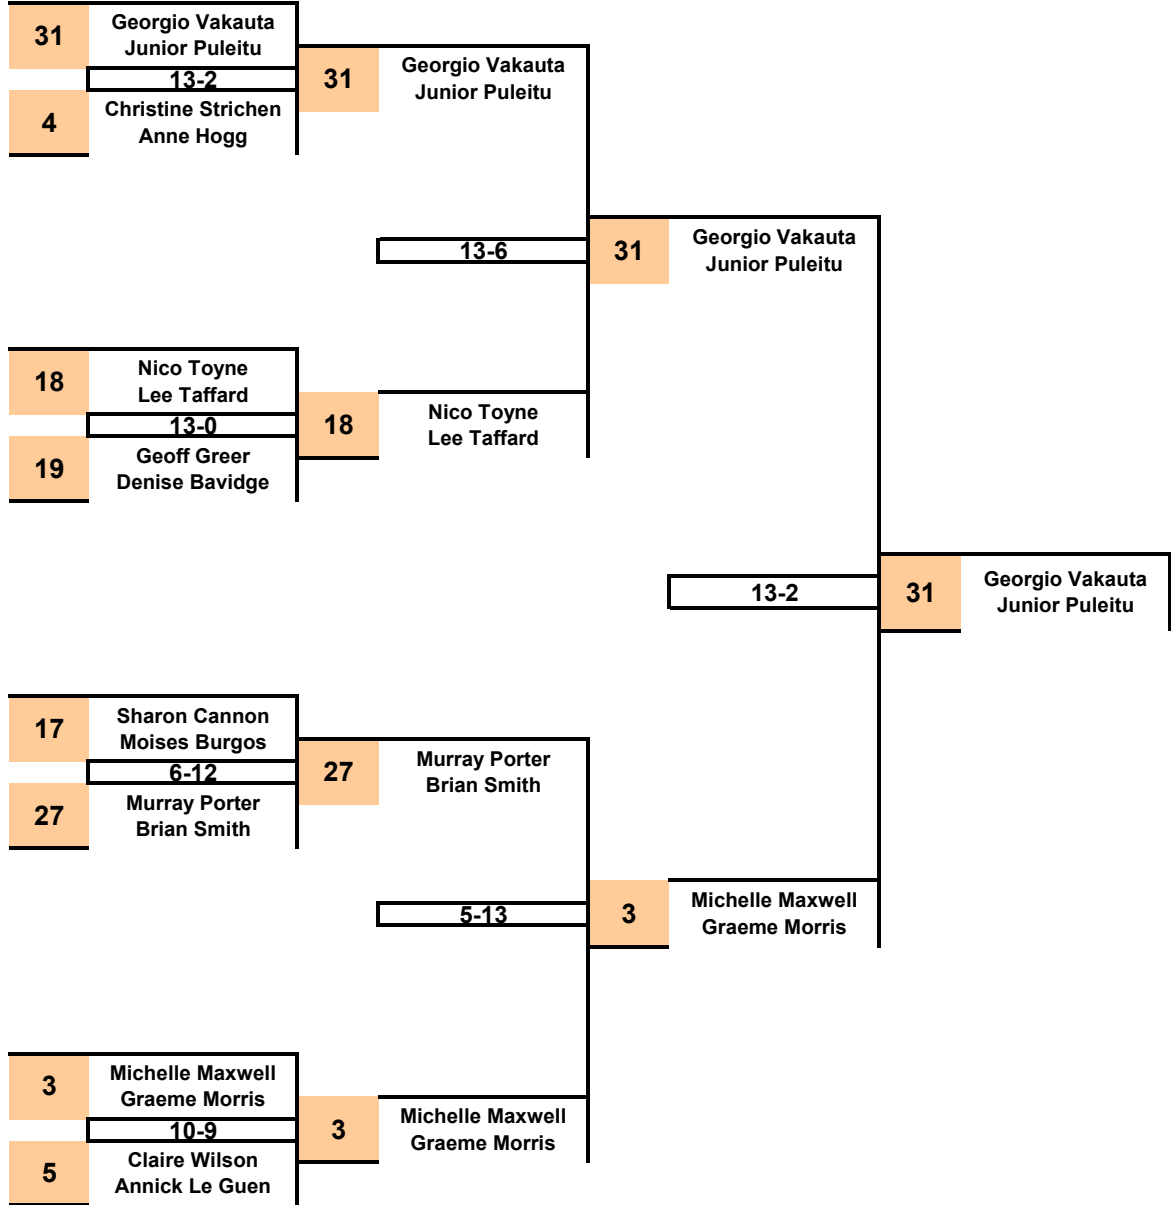 31
Georgio Vakauta
Junior Puleitu
13-2
4
Christine Strichen
Anne Hogg
31
Georgio Vakauta
Junior Puleitu
13-6
31
Georgio Vakauta
Junior Puleitu
18
Nico Toyne
Lee Taffard
13-0
19
Geoff Greer
Denise Bavidge
18
Nico Toyne
Lee Taffard
13-2
31
Georgio Vakauta
Junior Puleitu
17
Sharon Cannon
Moises Burgos
6-12
27
Murray Porter
Brian Smith
27
Murray Porter
Brian Smith
5-13
3
Michelle Maxwell
Graeme Morris
3
Michelle Maxwell
Graeme Morris
10-9
5
Claire Wilson
Annick Le Guen
3
Michelle Maxwell
Graeme Morris